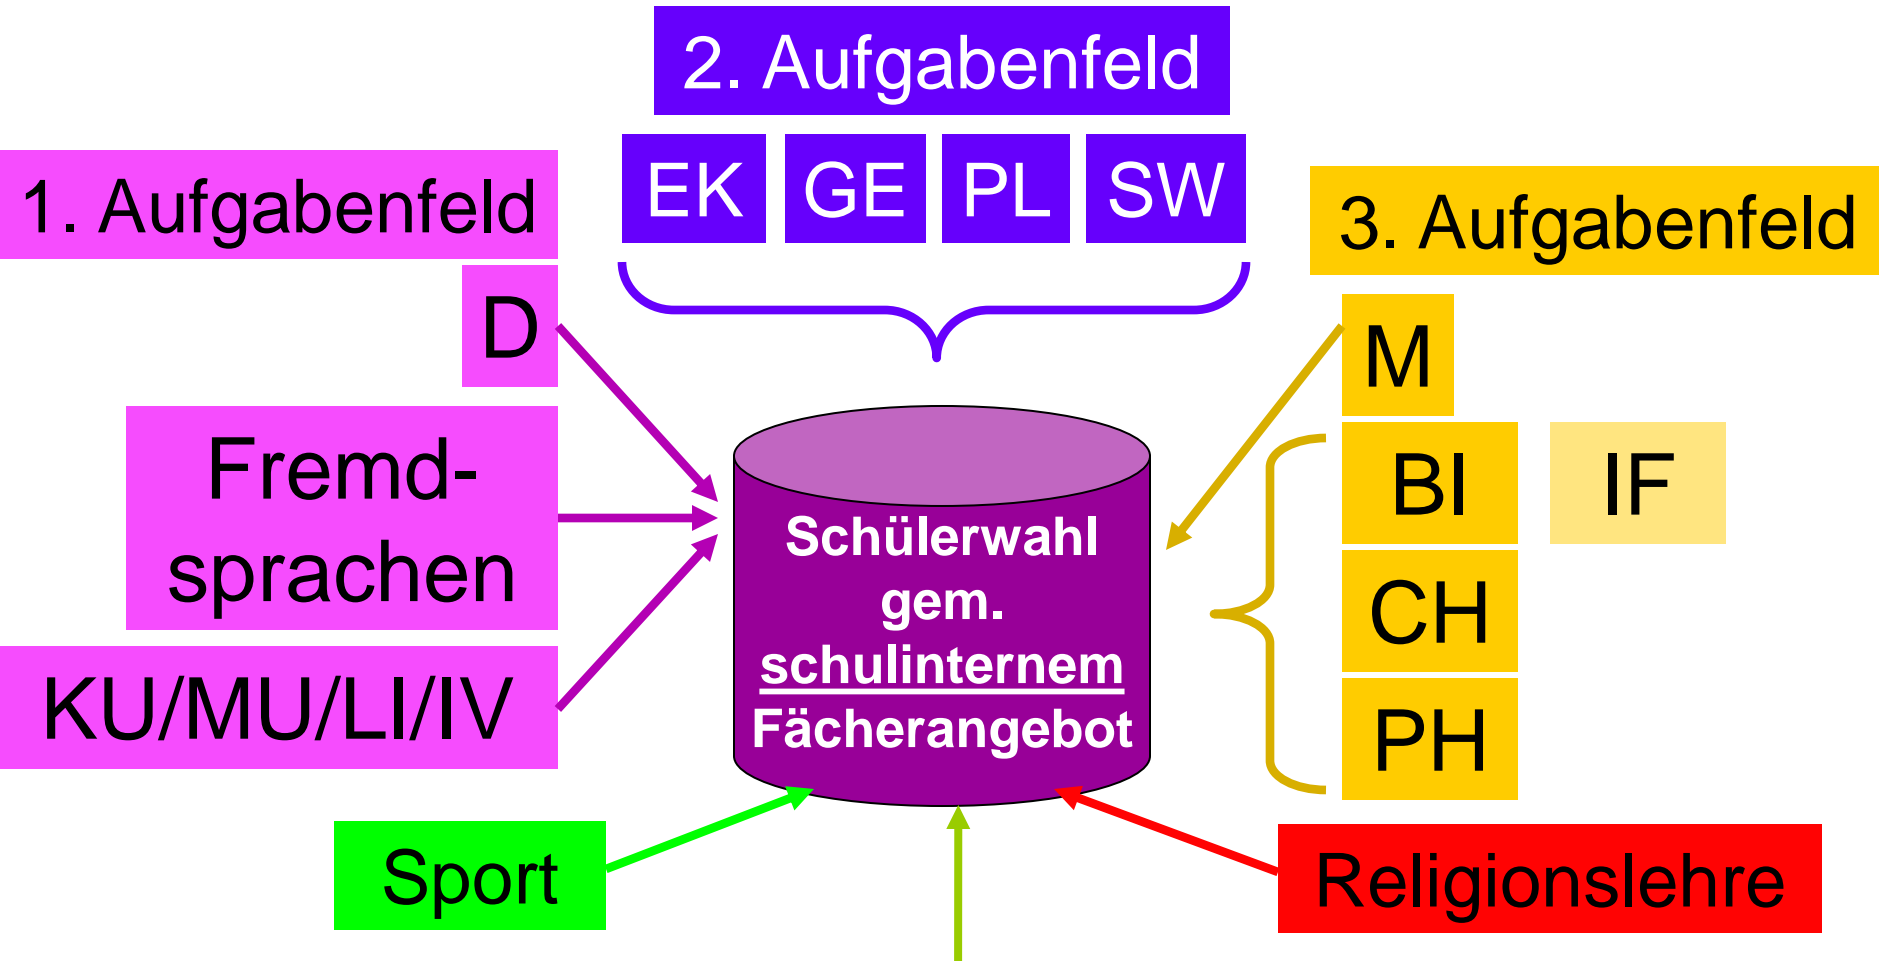 2. Aufgabenfeld
EK GE PL SW
1. Aufgabenfeld
D
Fremd-
sprachen
KU/MU/LI/IV
3. Aufgabenfeld
M
BI IF
CH
PH
Schülerwahl
gem.
schulinternem
Fächerangebot
Sport
Religionslehre